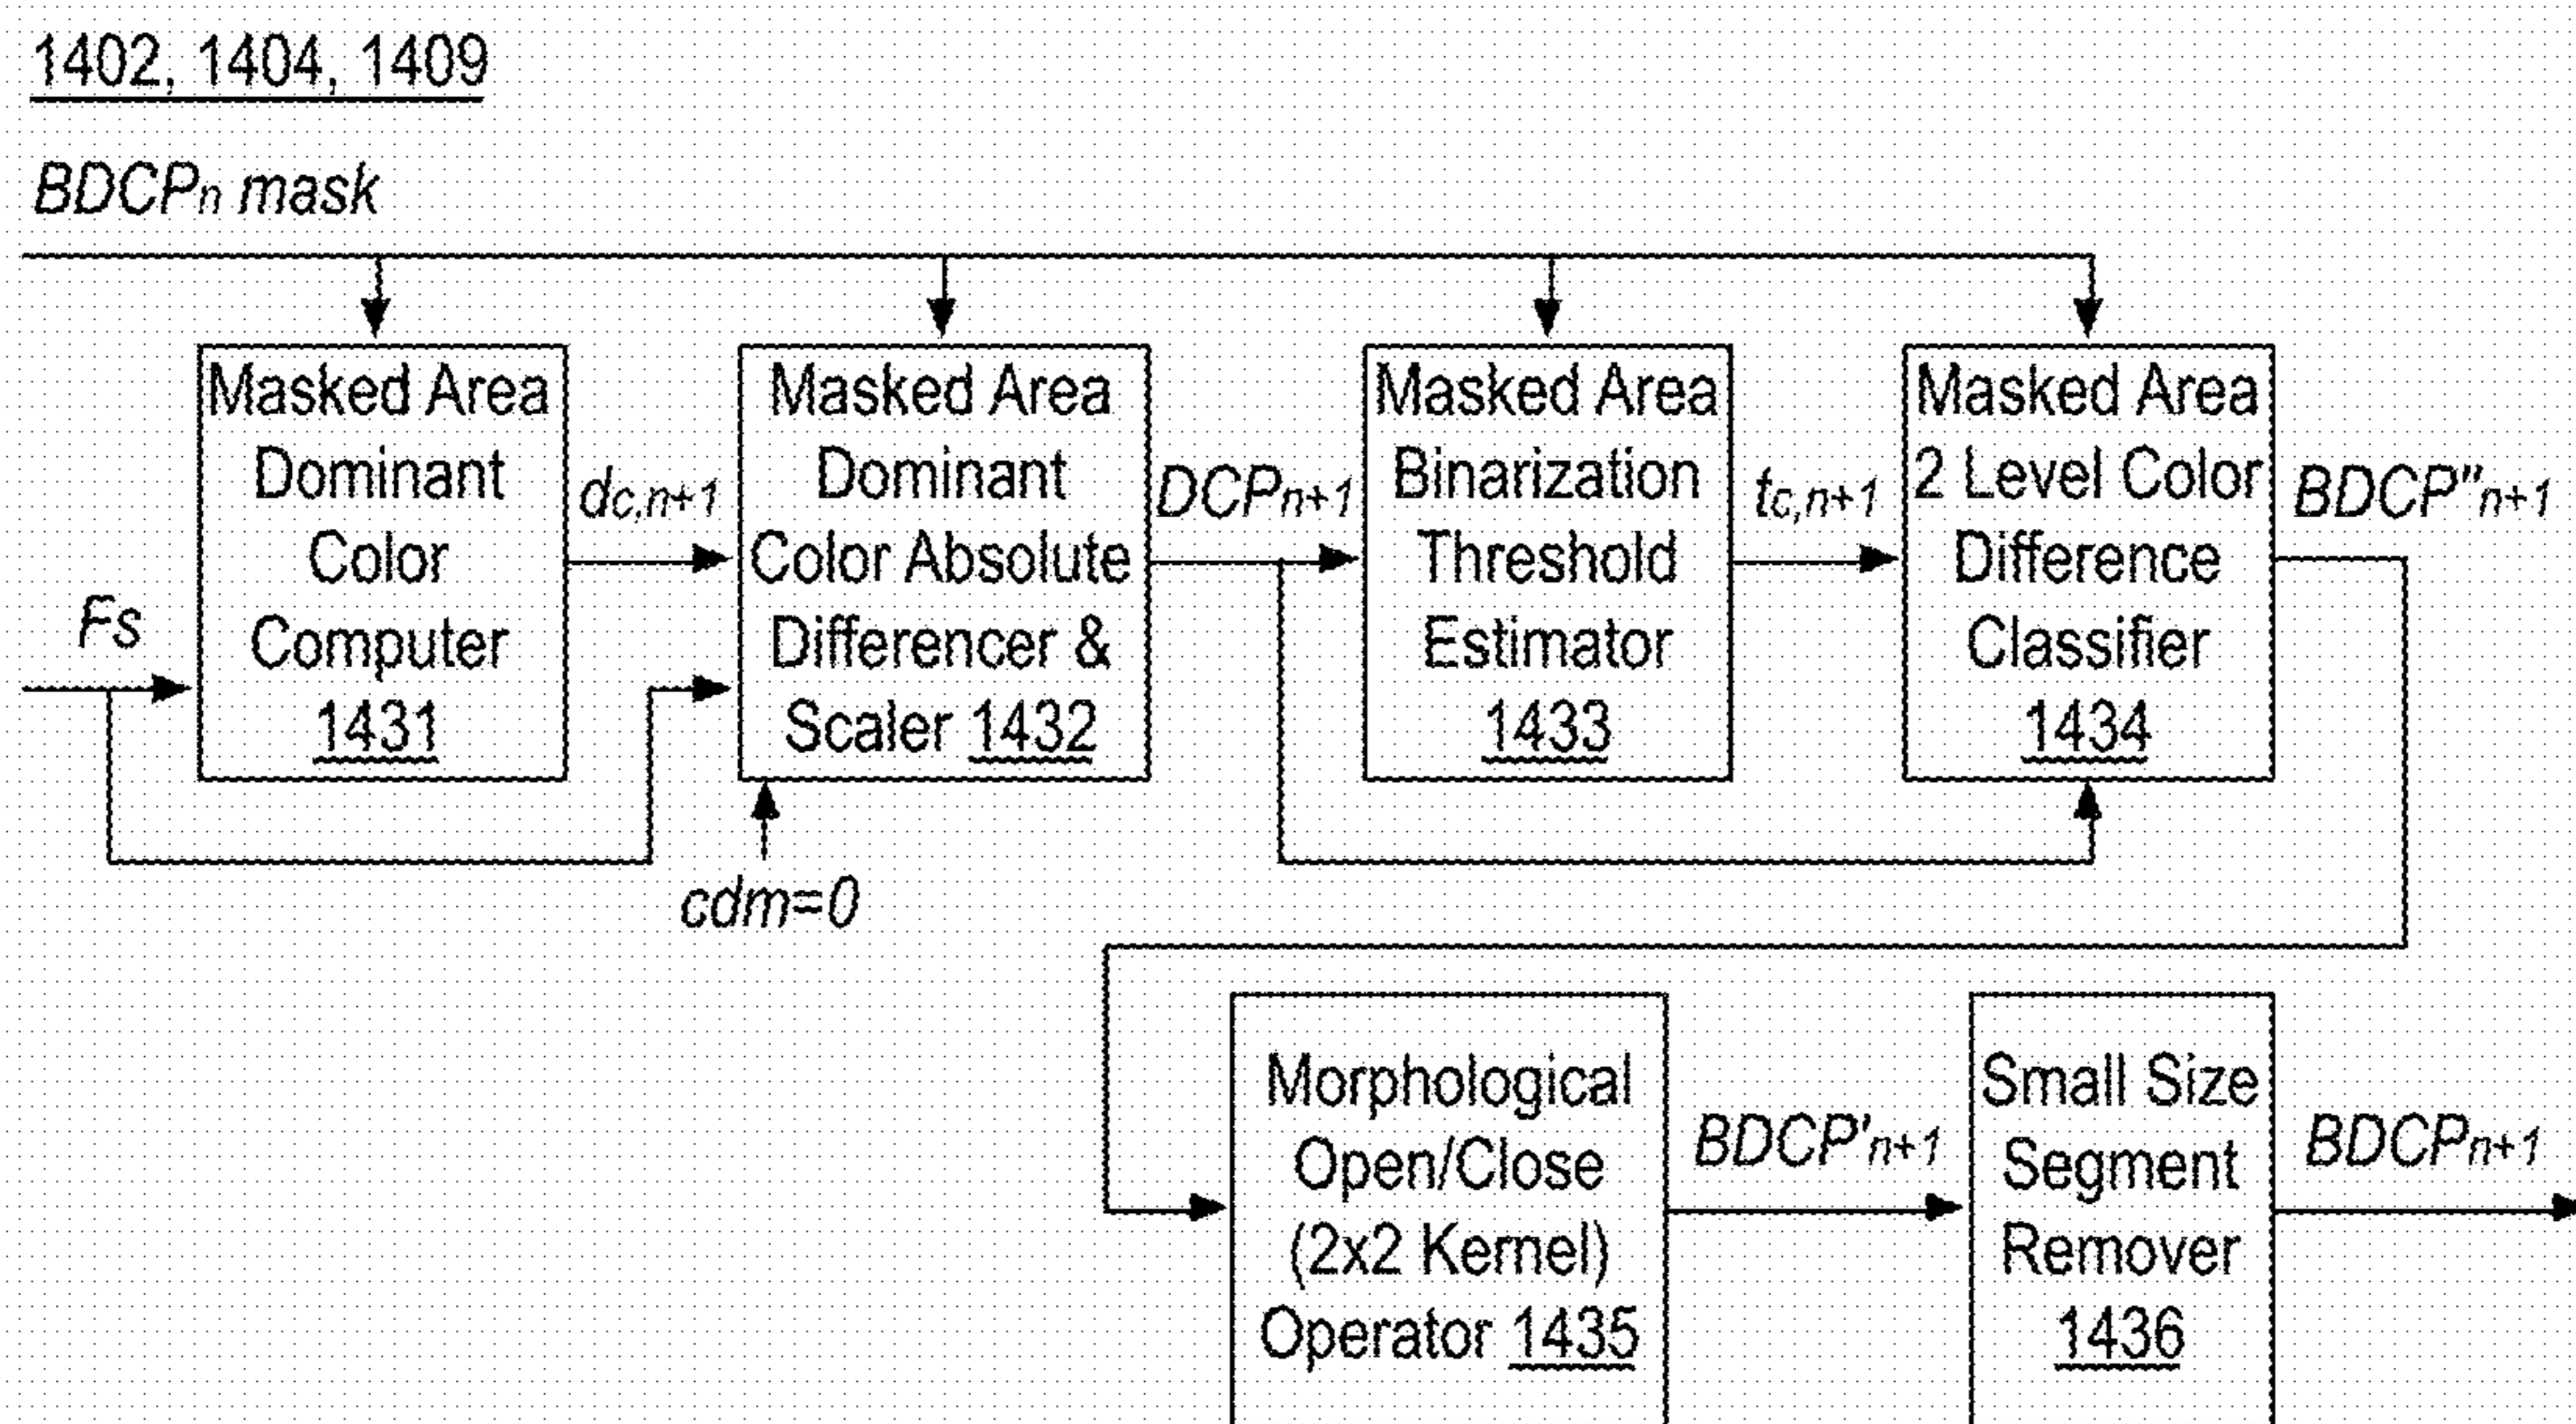 1402, 1404, 1409
BDCPn mask
Masked Area
Dominant
Color
Computer
1431
Masked Area
Dominant
Color Absolute
Differencer &
Scaler 1432
Masked Area
Binarization
Threshold
Estimator
1433
Masked Area
2 Level Color
Difference
Classifier
1434
Fs
dc,n+1
DCPn+1
tc,n+1
BDCP"n+1
cdm=0
Morphological
Open/Close
(2x2 Kernel)
Operator 1435
BDCP'n+1
Small Size
Segment
Remover
1436
BDCPn+1